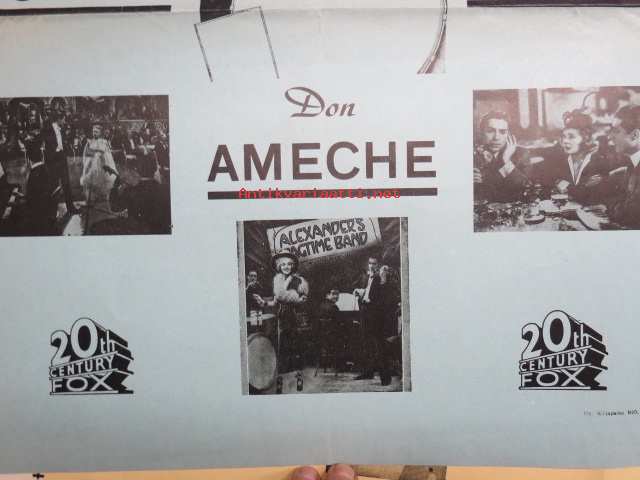 Don
AMECHE
Antikvariaatti.net
ALEXANDER'S
RAGTIME BAND
20th
CENTURY
FOX
20th
CENTURY
FOX